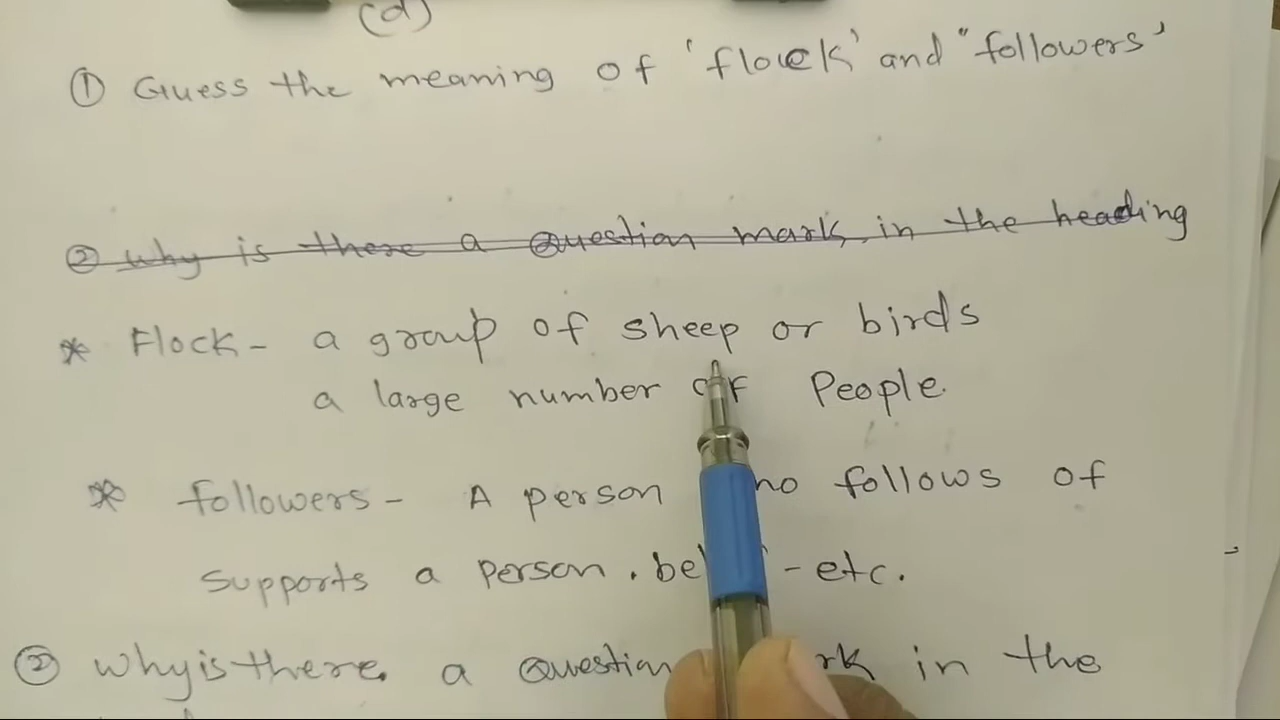 (d)
① Guess the meaning of 'flock' and "followers'
② why is there a question mark in the heading
* Flock - a group of sheep or birds
a large number of People.
* followers - A person who follows of
supports a person. - etc.
② why is there a question mark in the